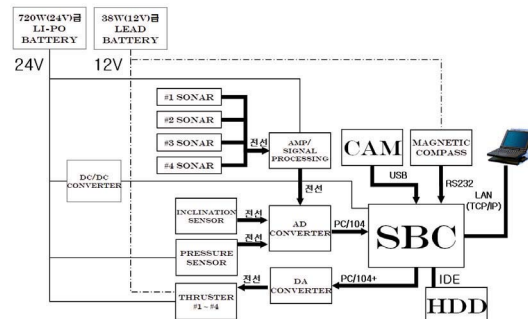 720W(24V)급
LI-PO
BATTERY
38W(12V)급
LEAD
BATTERY
24V
12V
#1 SONAR
#2 SONAR
#3 SONAR
#4 SONAR
전선
AMP/
SIGNAL
PROCESSING
CAM
MAGNETIC
COMPASS
전선
USB
RS232
LAN
(TCP/IP)
DC/DC
CONVERTER
INCLINATION
SENSOR
전선
AD
CONVERTER
PC/104
SBC
PRESSURE
SENSOR
전선
THRUSTER
#1 ~ #4
전선
DA
CONVERTER
PC/104+
IDE
HDD